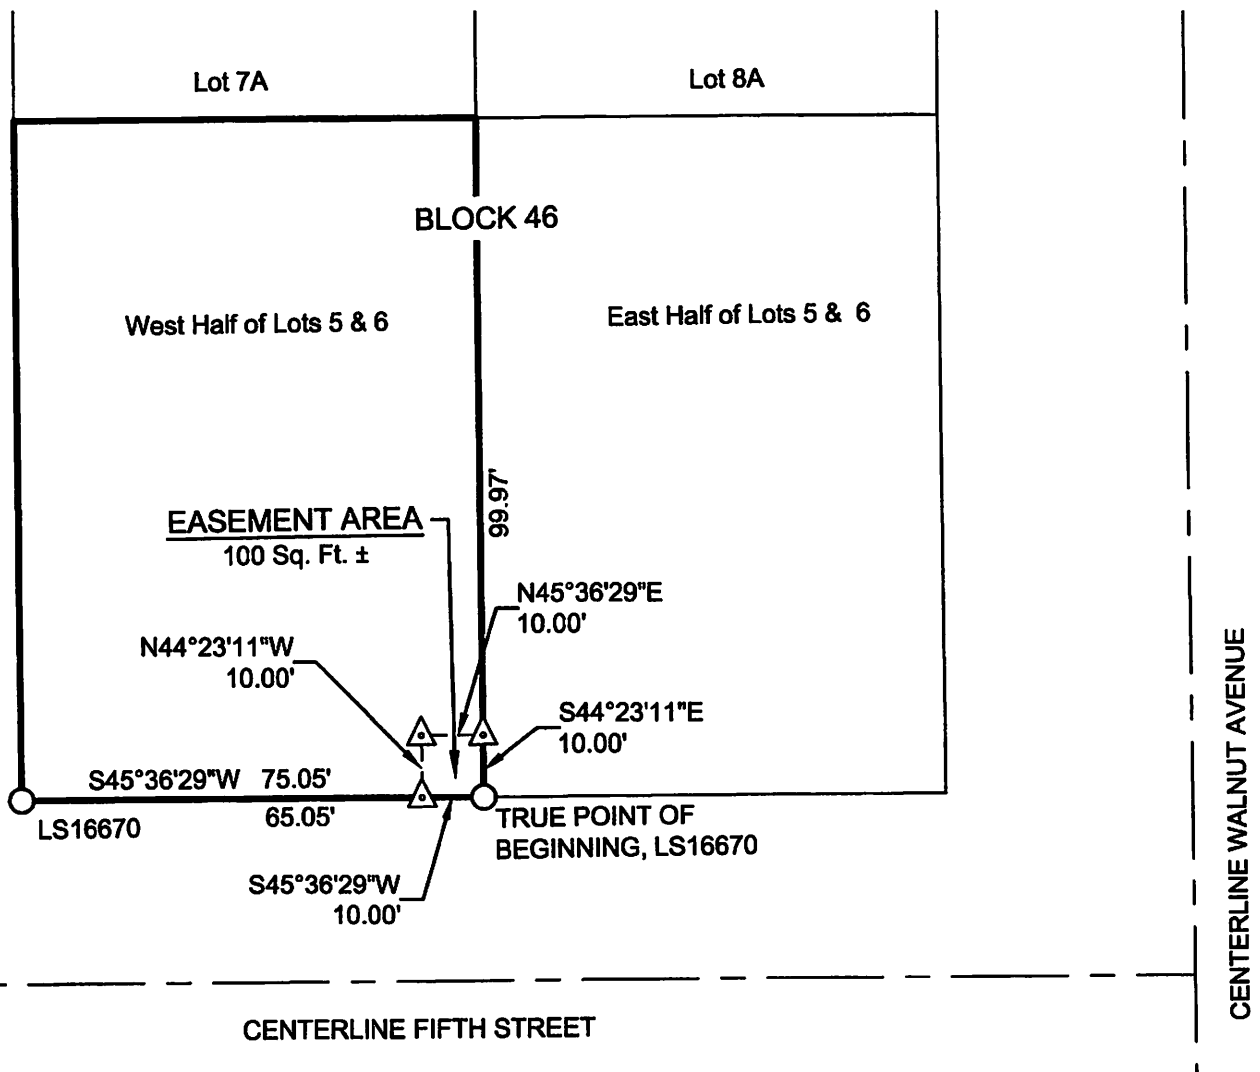 Lot 7A
Lot 8A
BLOCK 46
West Half of Lots 5 & 6
East Half of Lots 5 & 6
99.97'
EASEMENT AREA
100 Sq. Ft. ±
N45°36'29"E
10.00'
N44°23'11"W
10.00'
S44°23'11"E
10.00'
S45°36'29"W 75.05'
65.05'
LS16670
TRUE POINT OF
BEGINNING, LS16670
S45°36'29"W
10.00'
CENTERLINE WALNUT AVENUE
CENTERLINE FIFTH STREET